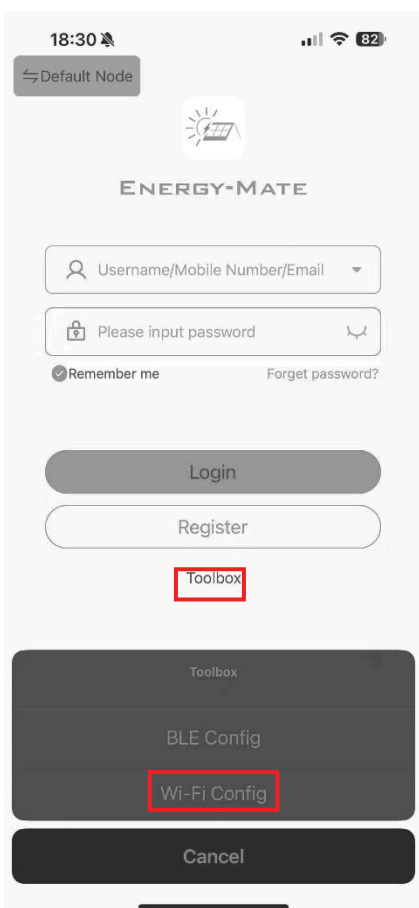 18:30 82
Default Node
ENERGY-MATE
Username/Mobile Number/Email
Please input password
Remember me Forget password?
Login
Register
Toolbox
Toolbox
BLE Config
Wi-Fi Config
Cancel